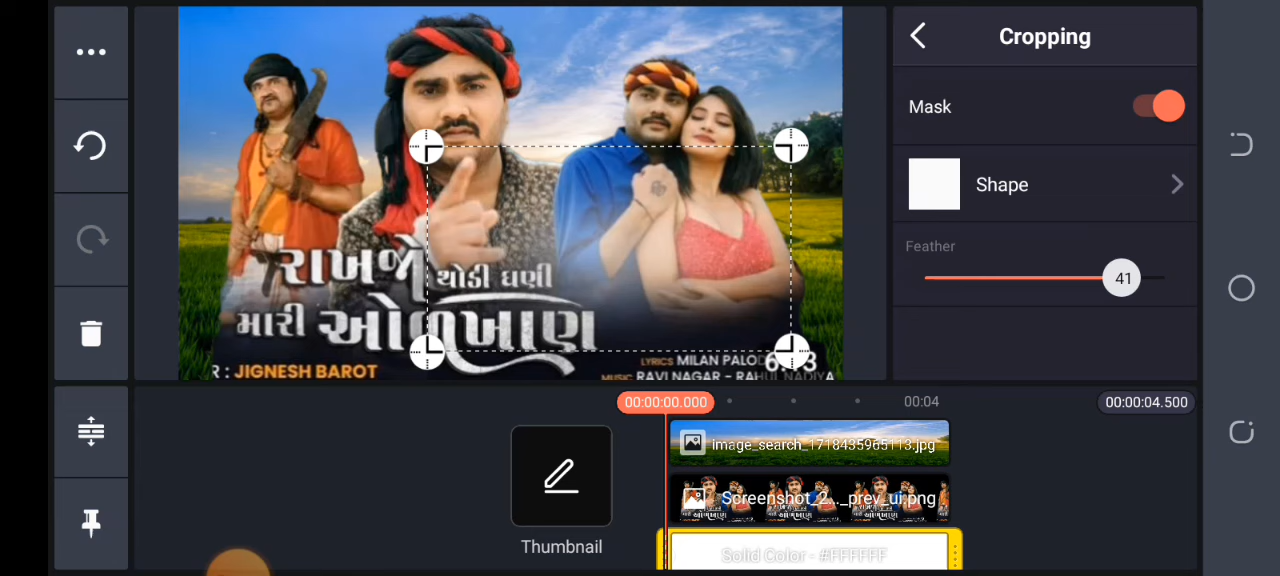 Cropping
Mask
Shape
Feather
41
રાખજો થોડી ઘણી
મારી ઓળખાણ
LYRICS MILAN PALO
R : JIGNESH BAROT
MUSIC RAVI NAGAR - RAHUL NADIYA
00:00:00.000
00:04
00:00:04.500
image_search_1718435965113.jpg
Screenshot_2..._prev_ui.png
Thumbnail
Solid Color - #FFFFFF